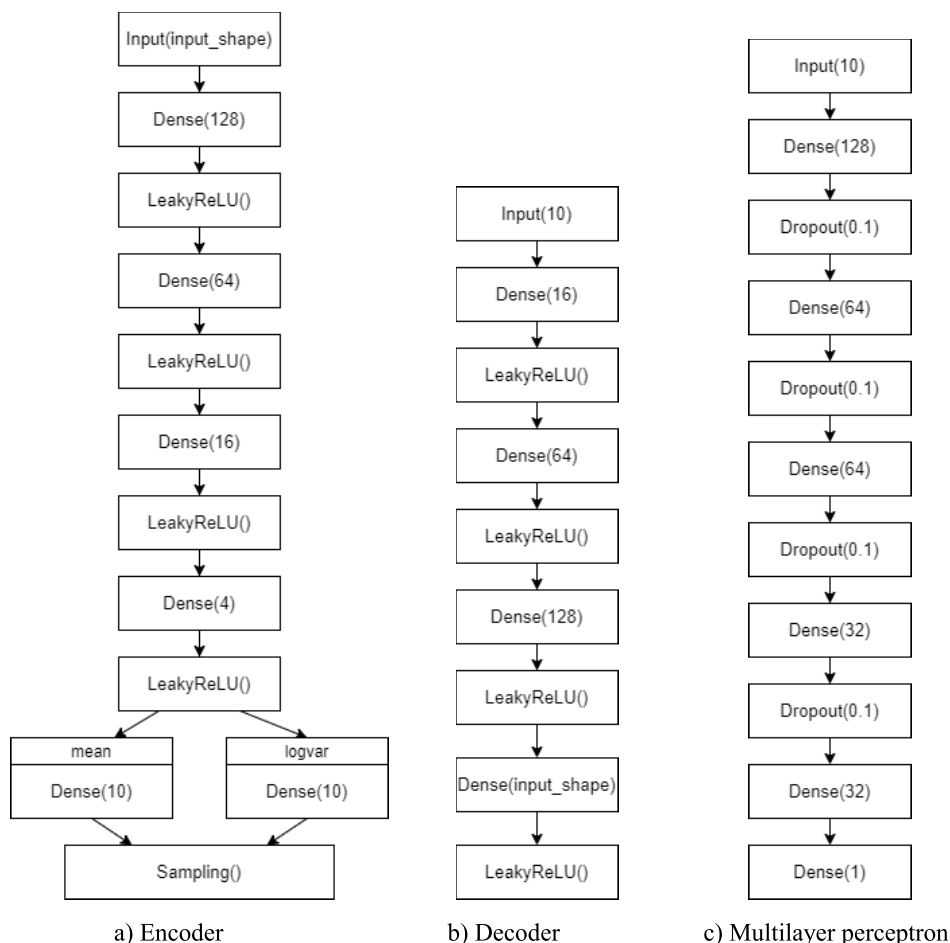 Input(input_shape)
Dense(128)
LeakyReLU()
Dense(64)
LeakyReLU()
Dense(16)
LeakyReLU()
Dense(4)
LeakyReLU()
mean
Dense(10)
logvar
Dense(10)
Sampling()
a) Encoder
Input(10)
Dense(16)
LeakyReLU()
Dense(64)
LeakyReLU()
Dense(128)
LeakyReLU()
Dense(input_shape)
LeakyReLU()
b) Decoder
Input(10)
Dense(128)
Dropout(0.1)
Dense(64)
Dropout(0.1)
Dense(64)
Dropout(0.1)
Dense(32)
Dropout(0.1)
Dense(32)
Dense(1)
c) Multilayer perceptron